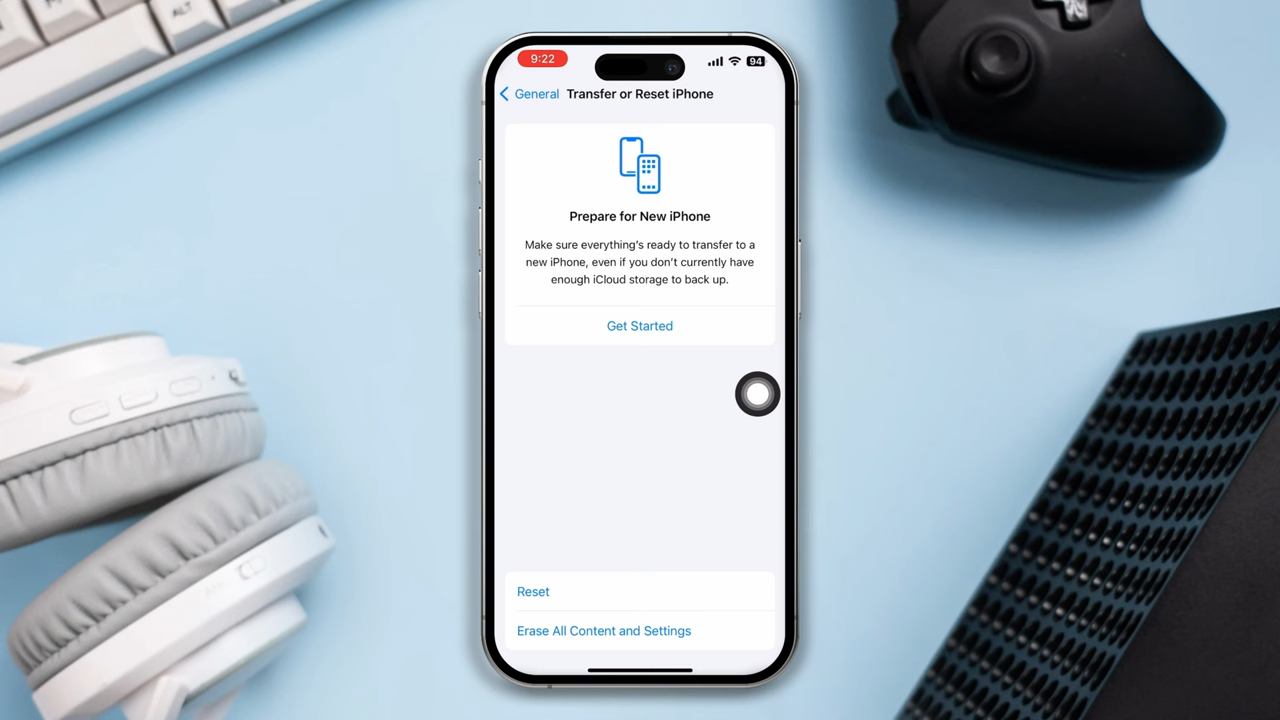 ALT
9:22
94
General
Transfer or Reset iPhone
Prepare for New iPhone
Make sure everything's ready to transfer to a
new iPhone, even if you don't currently have
enough iCloud storage to back up.
Get Started
Reset
Erase All Content and Settings